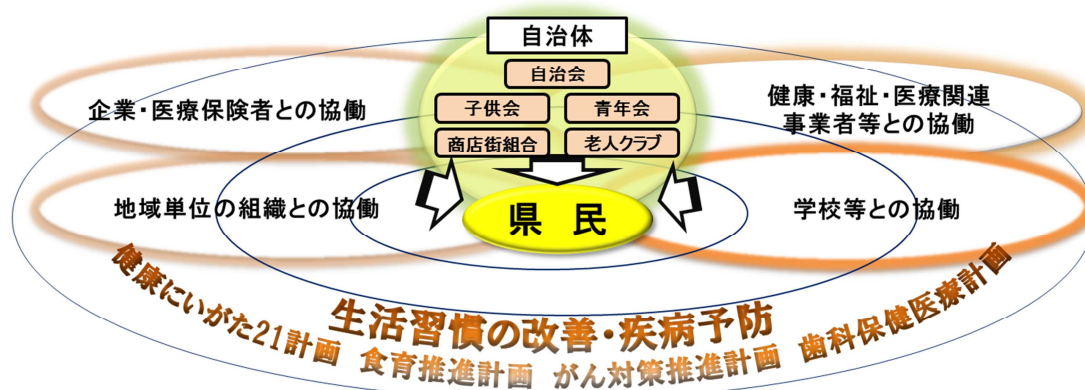 自治体
自治会
子供会
青年会
商店街組合
老人クラブ
企業・医療保険者との協働
健康・福祉・医療関連
事業者等との協働
地域単位の組織との協働
学校等との協働
県 民
生活習慣の改善・疾病予防
健康にいがた21計画 食育推進計画 がん対策推進計画 歯科保健医療計画